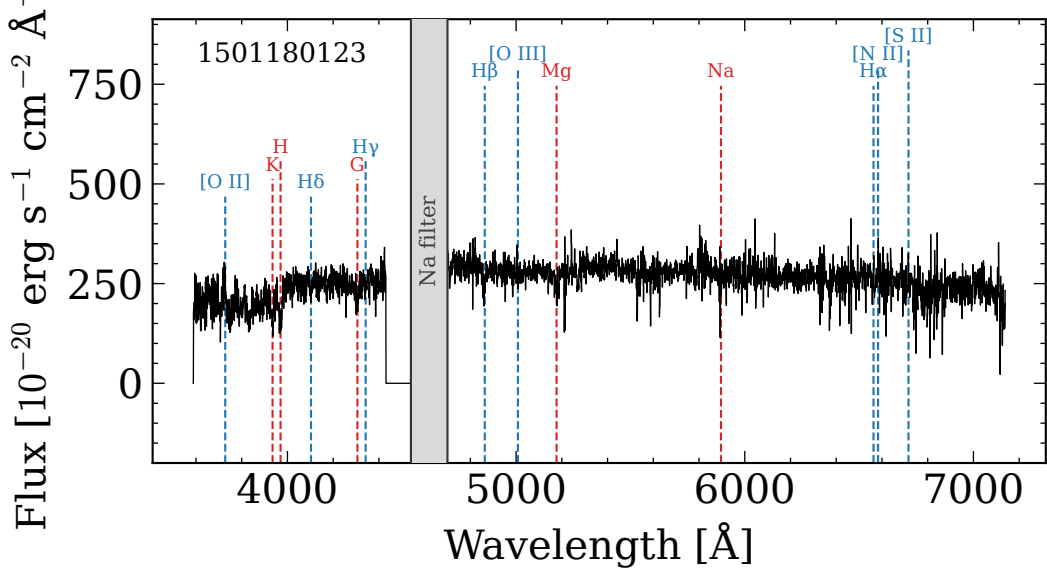 1501180123
[O II]
K
H
Hδ
G
Hγ
Na filter
Hβ
[O III]
Mg
Na
Hα
[N II]
[S II]
0
250
500
750
4000
5000
6000
7000
Wavelength [Å]
Flux [10⁻²⁰ erg s⁻¹ cm⁻² Å⁻